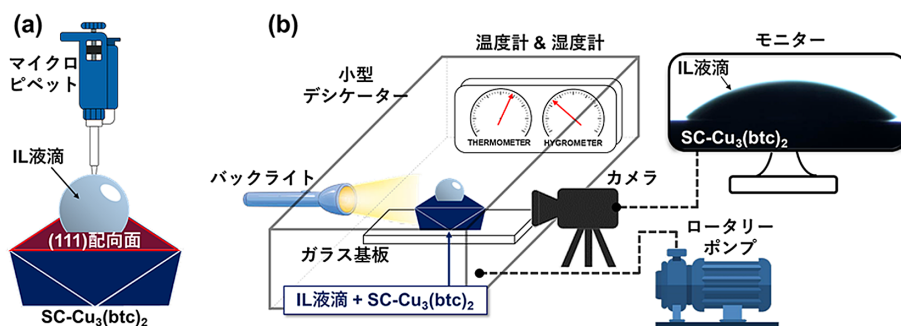 (a)
マイクロ
ピペット
IL液滴
(111)配向面
SC-Cu₃(btc)₂
(b)
温度計 & 湿度計
小型
デシケーター
THERMOMETER
HYGROMETER
バックライト
カメラ
ガラス基板
IL液滴 + SC-Cu₃(btc)₂
モニター
IL液滴
SC-Cu₃(btc)₂
ロータリー
ポンプ